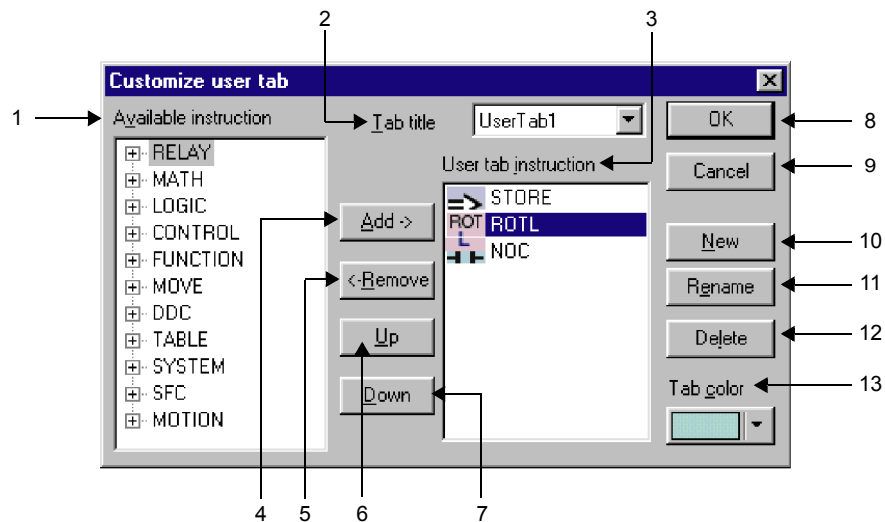 2
3
Customize user tab
1
Available instruction
Tab title
UserTab1
OK
8
RELAY
MATH
LOGIC
CONTROL
FUNCTION
MOVE
DDC
TABLE
SYSTEM
SFC
MOTION
User tab instruction
STORE
ROT ROTL
L
NOC
Cancel
9
4
Add ->
5
<-Remove
Up
Down
New
10
Rename
11
Delete
12
Tab color
13
4
5
6
7